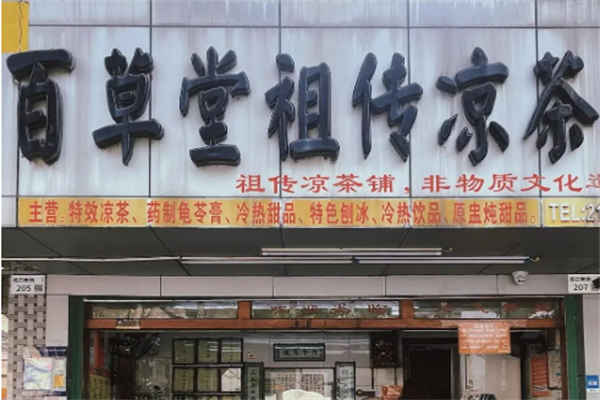 百草堂祖传凉茶
祖传凉茶铺，非物质文化
主营：特效凉茶、药制龟苓膏、冷热甜品、特色刨冰、冷热饮品、原盅炖甜品。 TEL:2
205
207